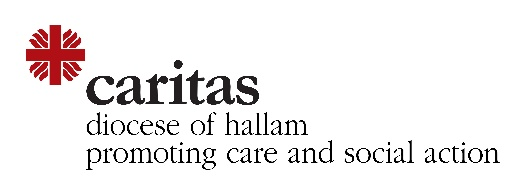 caritas
diocese of hallam
promoting care and social action